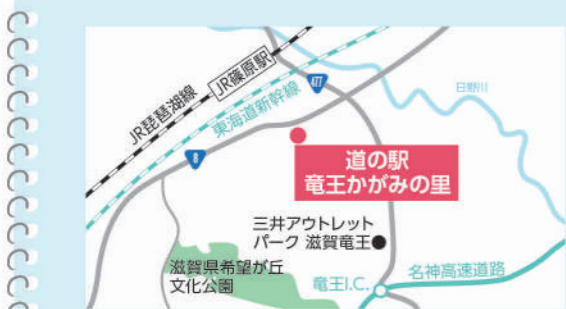 JR琵琶湖線
JR篠原駅
東海道新幹線
477
日野川
8
道の駅
竜王かがみの里
三井アウトレット
パーク 滋賀竜王
滋賀県希望が丘
文化公園
竜王I.C.
名神高速道路